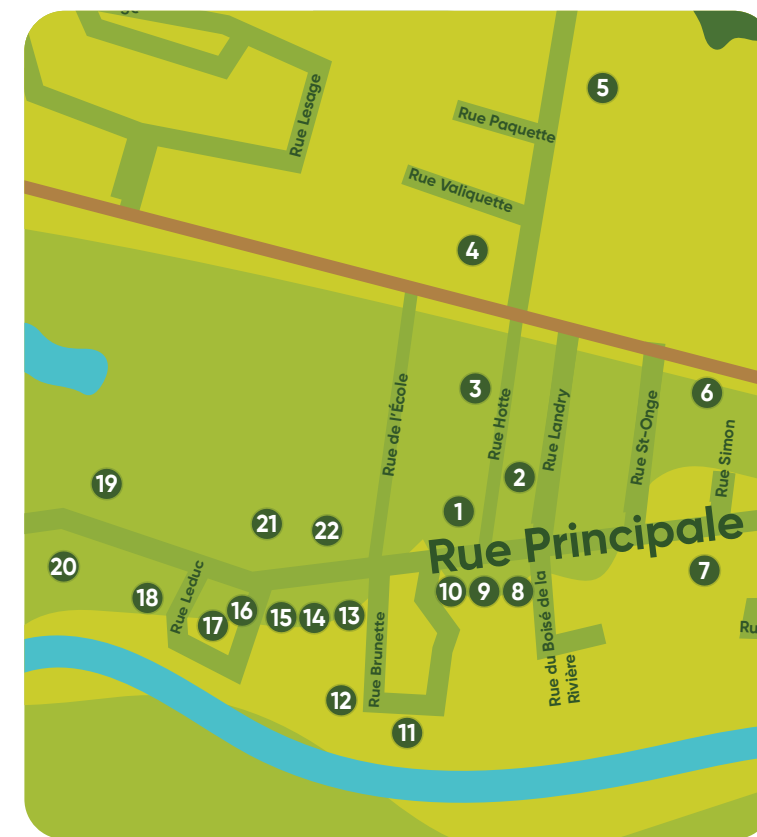 5
Rue Paquette
Rue Lesage
Rue Valiquette
4
3
6
Rue de l'École
Rue Hotte
Rue Landry
Rue St-Onge
Rue Simon
2
19
1
21
22
Rue Principale
20
7
18
Rue Leduc
17
16
15
14
13
10
9
8
Rue Brunette
Rue du Boisé de la
Rivière
12
11